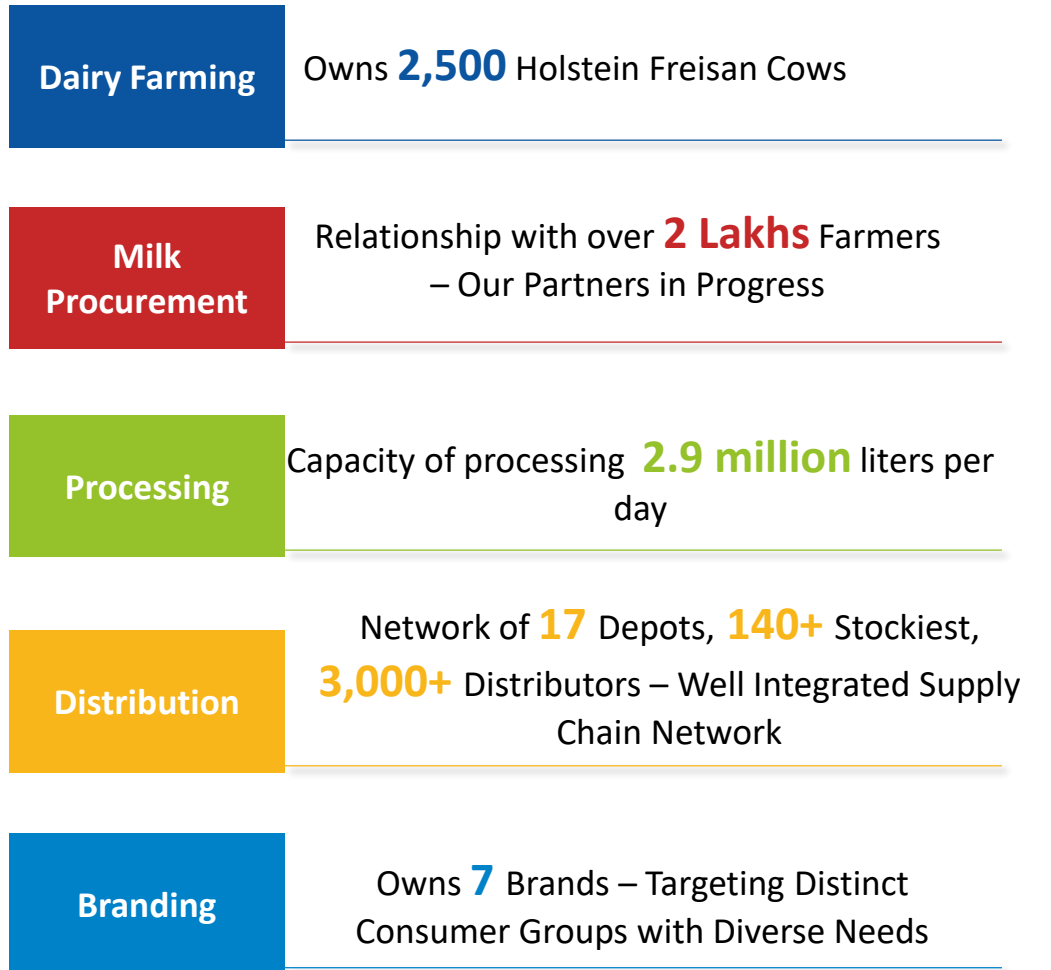 Dairy Farming
Owns 2,500 Holstein Freisan Cows
Milk
Procurement
Relationship with over 2 Lakhs Farmers
– Our Partners in Progress
Processing
Capacity of processing 2.9 million liters per
day
Distribution
Network of 17 Depots, 140+ Stockiest,
3,000+ Distributors – Well Integrated Supply
Chain Network
Branding
Owns 7 Brands – Targeting Distinct
Consumer Groups with Diverse Needs